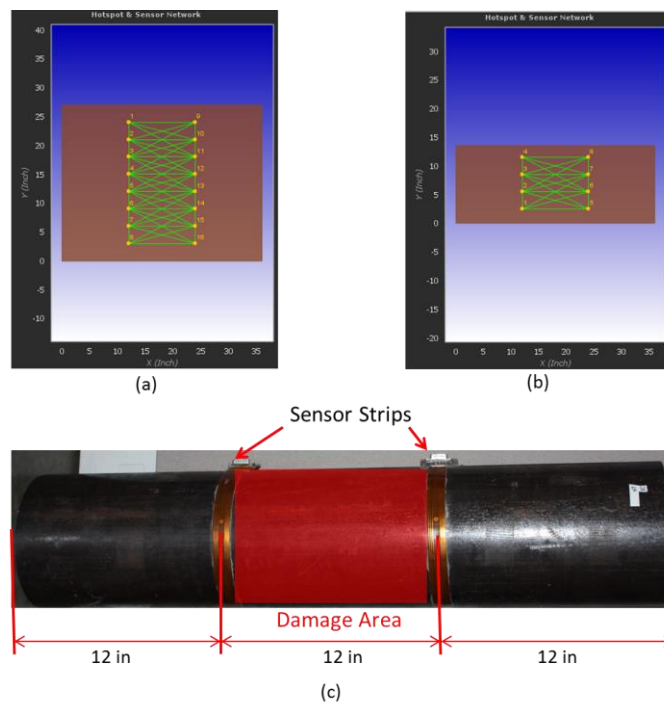 Hotspot & Sensor Network
40
35
30
25
20
15
10
5
0
-5
-10
Y (Inch)
0 5 10 15 20 25 30 35
X (Inch)
1 9
2 10
3 11
4 12
5 13
6 14
7 15
8 16
(a)
Hotspot & Sensor Network
30
25
20
15
10
5
0
-5
-10
-15
-20
Y (Inch)
0 5 10 15 20 25 30 35
X (Inch)
4 8
3 7
2 6
1 5
(b)
Sensor Strips
Damage Area
12 in 12 in 12 in
(c)